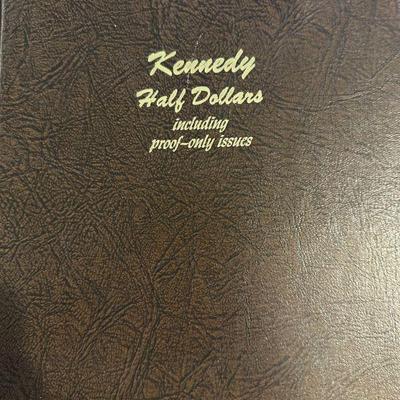 Kennedy
Half Dollars
including
proof-only issues